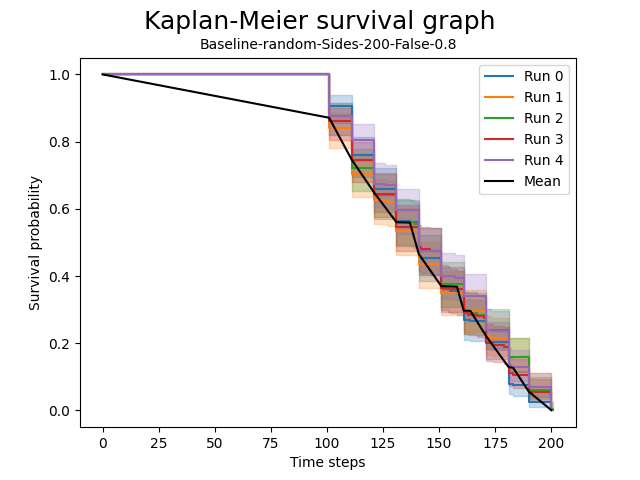 Kaplan-Meier survival graph
Baseline-random-Sides-200-False-0.8
Survival probability
1.0
0.8
0.6
0.4
0.2
0.0
Run 0
Run 1
Run 2
Run 3
Run 4
Mean
0 25 50 75 100 125 150 175 200
Time steps